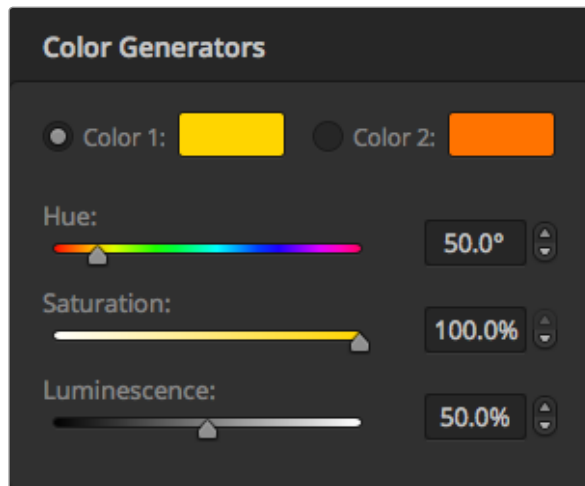 Color Generators
Color 1: Color 2:
Hue:
50.0°
Saturation:
100.0%
Luminescence:
50.0%